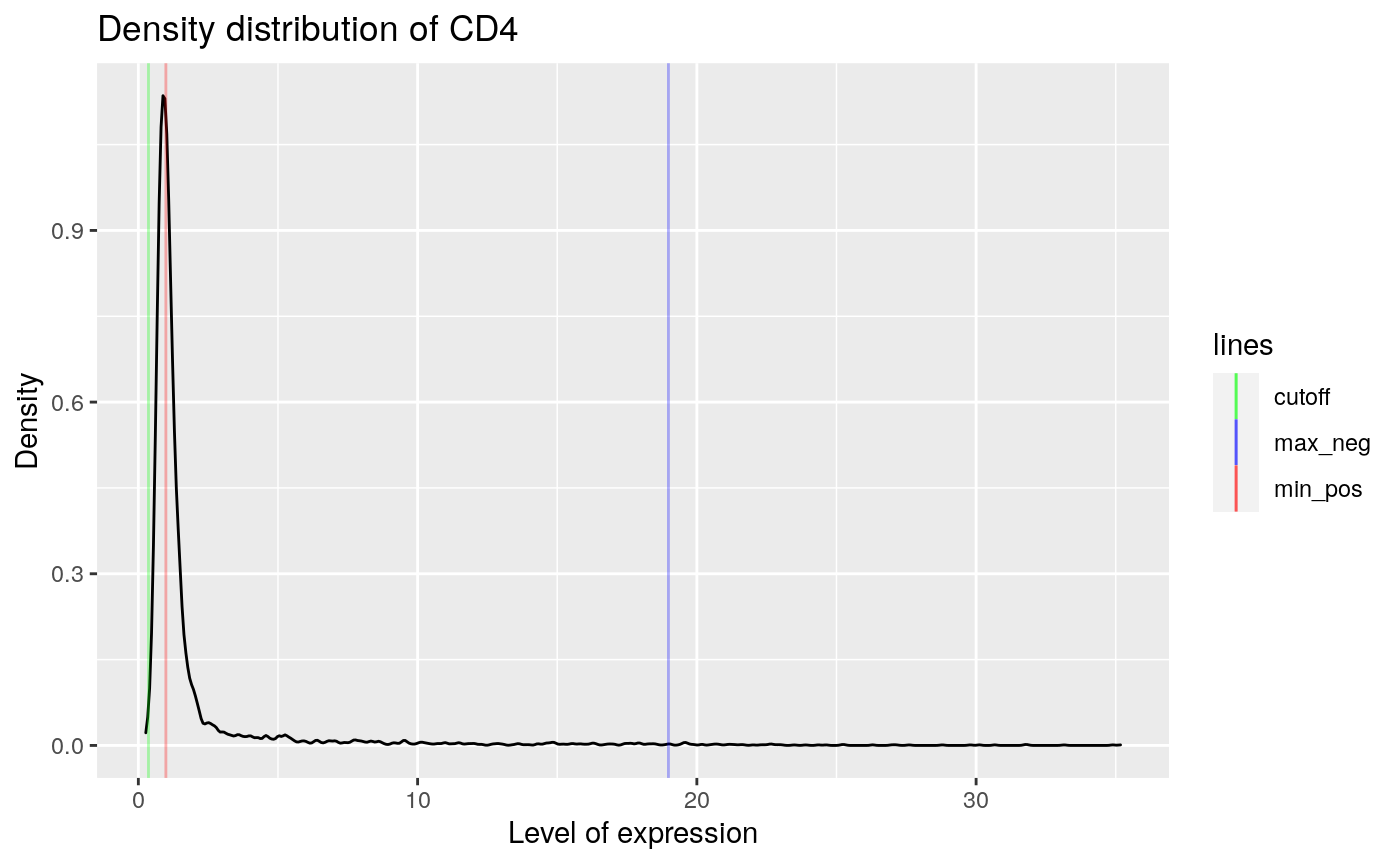 Density distribution of CD4
0.9
0.6
0.3
0.0
Density
0
10
20
30
Level of expression
lines
cutoff
max_neg
min_pos